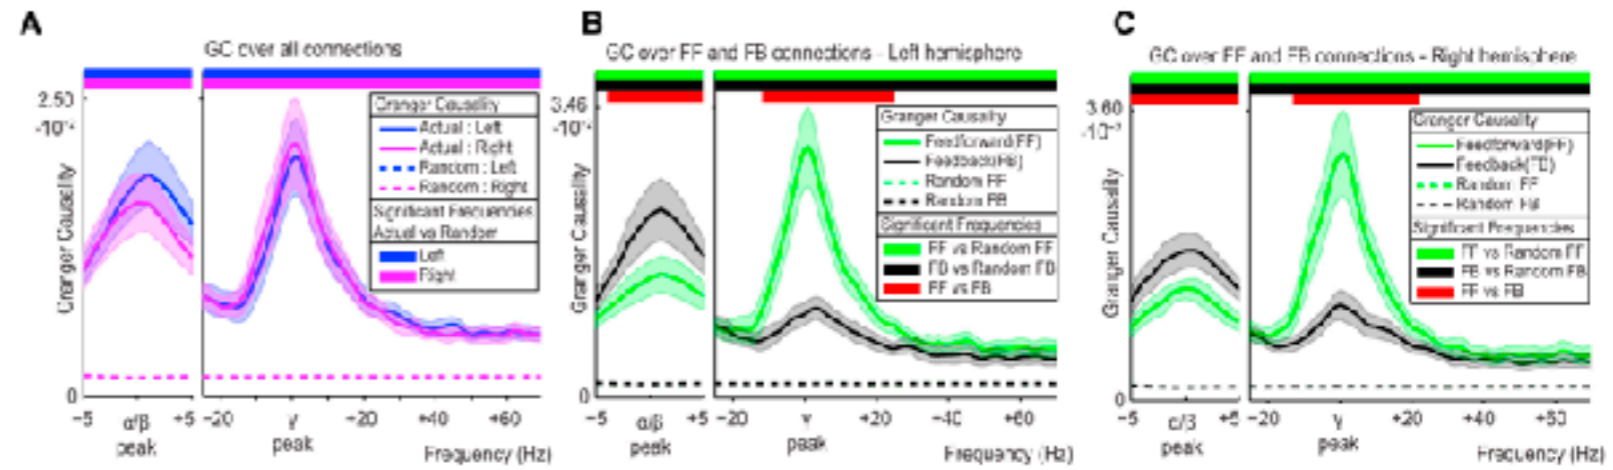 A
GC over all connections
2.50
-10⁻²
Granger Causality
0
-5
α/β
peak
+5
-20
γ
peak
+20
+40
+60
Frequency (Hz)
Granger Causality
Actual : Left
Actual : Right
Random : Left
Random : Right
Significant Frequencies
Actual vs Random
Left
Right
B
GC over FF and FB connections - Left hemisphere
3.46
-10⁻²
Granger Causality
0
-5
α/β
peak
+5
-20
γ
peak
+20
+40
+60
Frequency (Hz)
Granger Causality
Feedforward(FF)
Feedback(FB)
Random FF
Random FB
Significant Frequencies
FF vs Random FF
FB vs Random FB
FF vs FB
C
GC over FF and FB connections - Right hemisphere
3.60
Granger Causality
0
-5
peak
+5
-20
γ
peak
+20
+40
Frequency (Hz)
Granger Causality
Feedforward(FF)
Feedback(FB)
Random FF
Random FB
Significant Frequencies
FF vs Random FF
FB vs Random FB
FF vs FB